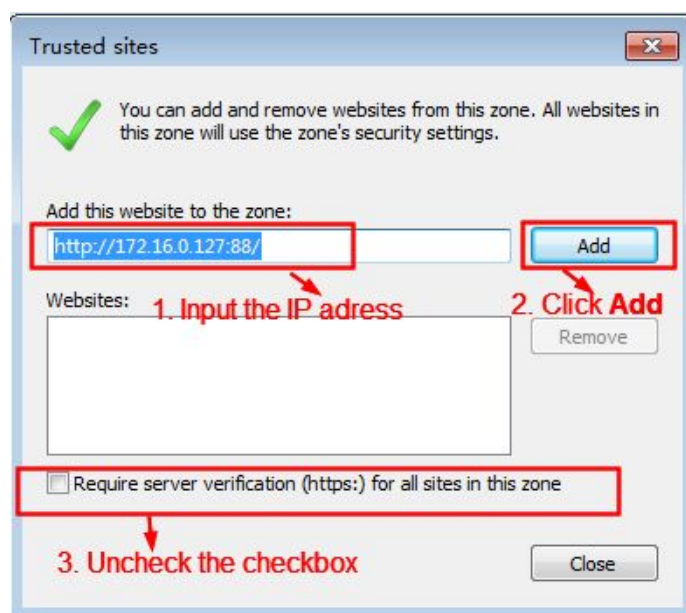 Trusted sites
You can add and remove websites from this zone. All websites in
this zone will use the zone's security settings.
Add this website to the zone:
http://172.16.0.127:88/
Add
Websites:
1. Input the IP adress
2. Click Add
Remove
Require server verification (https:) for all sites in this zone
3. Uncheck the checkbox
Close